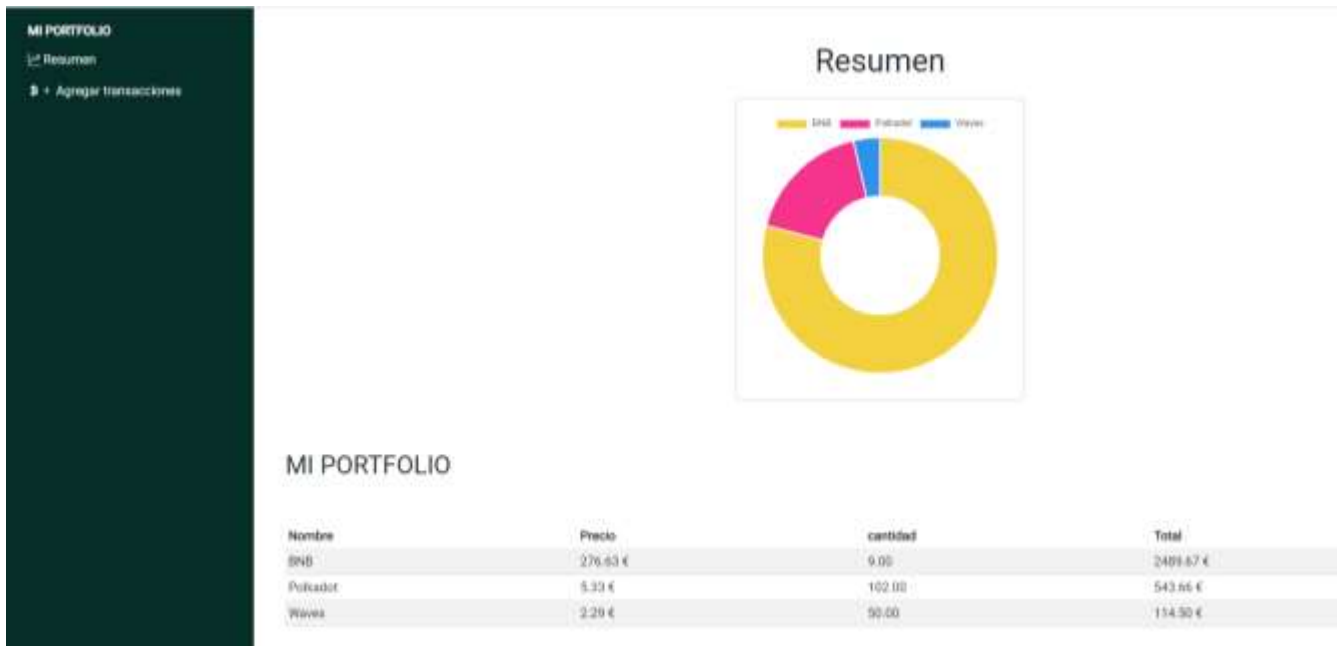 MI PORTFOLIO
Resumen
+ Agregar transacciones
Resumen
BNB Polkadot Waves
MI PORTFOLIO
Nombre Precio cantidad Total
BNB 276.63 € 9.00 2489.67 €
Polkadot 5.33 € 102.00 543.66 €
Waves 2.29 € 50.00 114.50 €